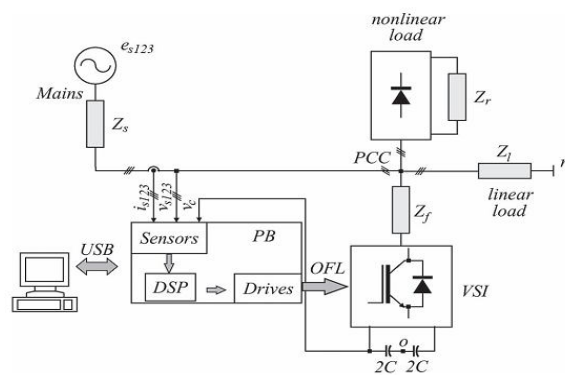 nonlinear
load
e_s123
Mains
Z_s
Z_r
PCC
Z_l
n
linear
load
i_s123
v_s123
v_c
Z_f
Sensors
PB
USB
OFL
VSI
DSP
Drives
o
2C
2C